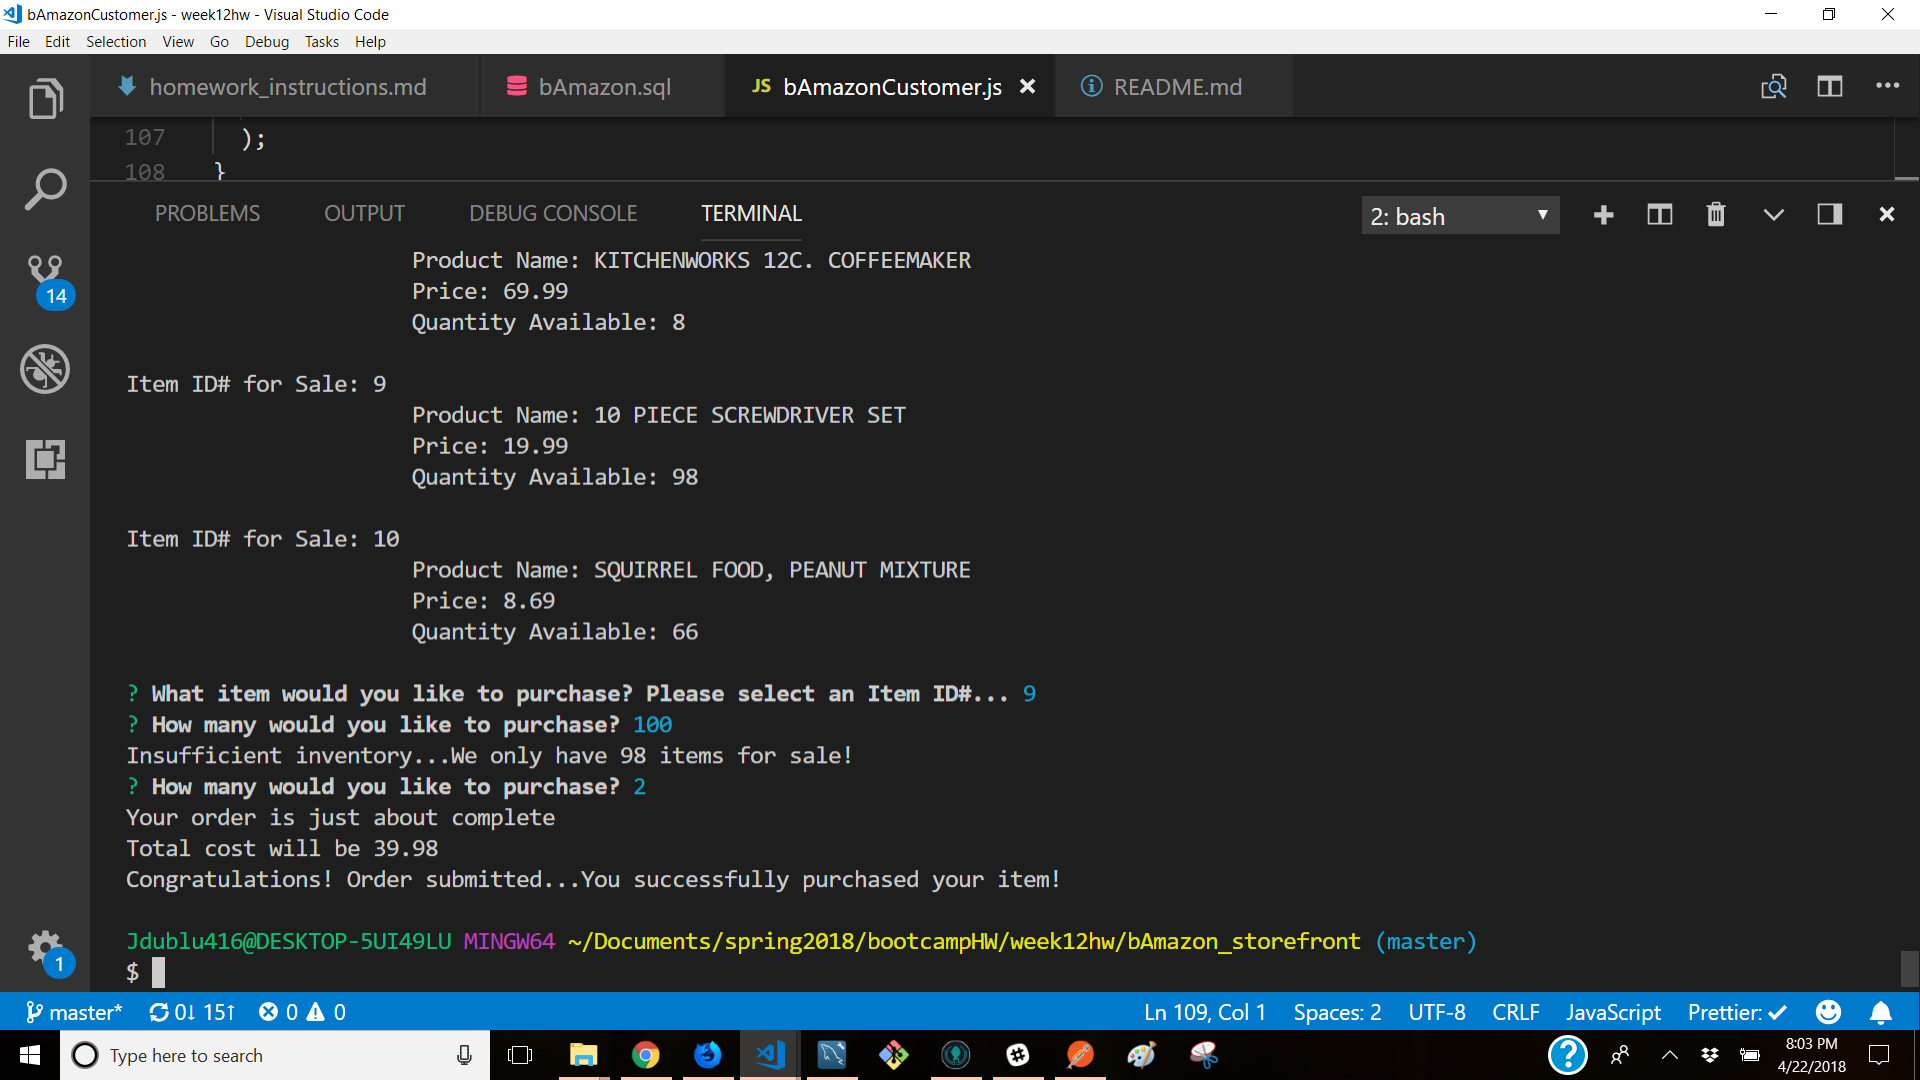 bAmazonCustomer.js - week12hw - Visual Studio Code
File Edit Selection View Go Debug Tasks Help
homework_instructions.md bAmazon.sql JS bAmazonCustomer.js README.md
107 );
108 }
PROBLEMS OUTPUT DEBUG CONSOLE TERMINAL 2: bash
Product Name: KITCHENWORKS 12C. COFFEEMAKER
Price: 69.99
Quantity Available: 8
Item ID# for Sale: 9
Product Name: 10 PIECE SCREWDRIVER SET
Price: 19.99
Quantity Available: 98
Item ID# for Sale: 10
Product Name: SQUIRREL FOOD, PEANUT MIXTURE
Price: 8.69
Quantity Available: 66
? What item would you like to purchase? Please select an Item ID#... 9
? How many would you like to purchase? 100
Insufficient inventory...We only have 98 items for sale!
? How many would you like to purchase? 2
Your order is just about complete
Total cost will be 39.98
Congratulations! Order submitted...You successfully purchased your item!
Jdublu416@DESKTOP-5UI49LU MINGW64 ~/Documents/spring2018/bootcampHW/week12hw/bAmazon_storefront (master)
$
14
1
master* 0↓ 15↑ 0 0 Ln 109, Col 1 Spaces: 2 UTF-8 CRLF JavaScript Prettier: ✓
Type here to search
8:03 PM
4/22/2018